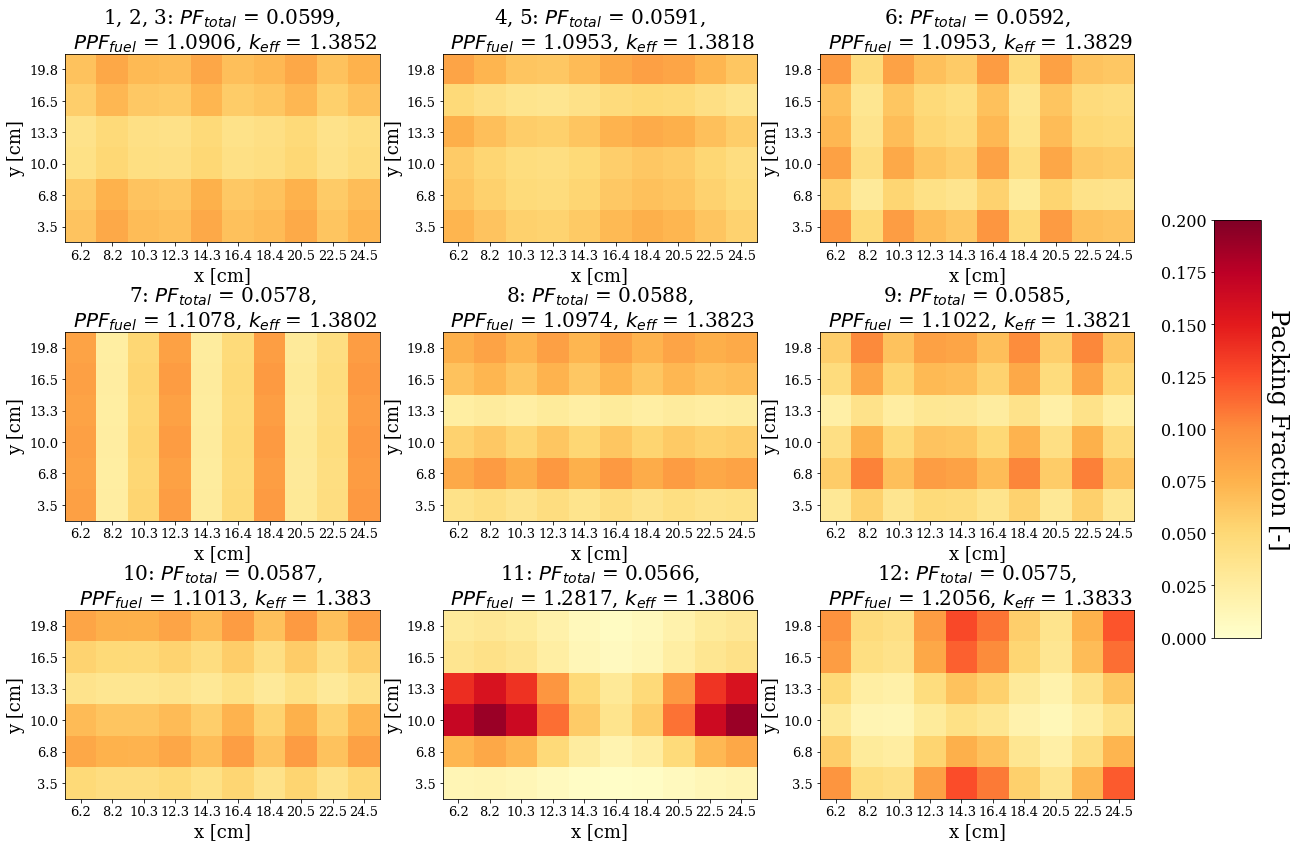 1, 2, 3: PF_total = 0.0599,
PPF_fuel = 1.0906, k_eff = 1.3852
y [cm]
19.8
16.5
13.3
10.0
6.8
3.5
6.2 8.2 10.3 12.3 14.3 16.4 18.4 20.5 22.5 24.5
x [cm]
4, 5: PF_total = 0.0591,
PPF_fuel = 1.0953, k_eff = 1.3818
y [cm]
19.8
16.5
13.3
10.0
6.8
3.5
6.2 8.2 10.3 12.3 14.3 16.4 18.4 20.5 22.5 24.5
x [cm]
6: PF_total = 0.0592,
PPF_fuel = 1.0953, k_eff = 1.3829
y [cm]
19.8
16.5
13.3
10.0
6.8
3.5
6.2 8.2 10.3 12.3 14.3 16.4 18.4 20.5 22.5 24.5
x [cm]
7: PF_total = 0.0578,
PPF_fuel = 1.1078, k_eff = 1.3802
y [cm]
19.8
16.5
13.3
10.0
6.8
3.5
6.2 8.2 10.3 12.3 14.3 16.4 18.4 20.5 22.5 24.5
x [cm]
8: PF_total = 0.0588,
PPF_fuel = 1.0974, k_eff = 1.3823
y [cm]
19.8
16.5
13.3
10.0
6.8
3.5
6.2 8.2 10.3 12.3 14.3 16.4 18.4 20.5 22.5 24.5
x [cm]
9: PF_total = 0.0585,
PPF_fuel = 1.1022, k_eff = 1.3821
y [cm]
19.8
16.5
13.3
10.0
6.8
3.5
6.2 8.2 10.3 12.3 14.3 16.4 18.4 20.5 22.5 24.5
x [cm]
10: PF_total = 0.0587,
PPF_fuel = 1.1013, k_eff = 1.383
y [cm]
19.8
16.5
13.3
10.0
6.8
3.5
6.2 8.2 10.3 12.3 14.3 16.4 18.4 20.5 22.5 24.5
x [cm]
11: PF_total = 0.0566,
PPF_fuel = 1.2817, k_eff = 1.3806
y [cm]
19.8
16.5
13.3
10.0
6.8
3.5
6.2 8.2 10.3 12.3 14.3 16.4 18.4 20.5 22.5 24.5
x [cm]
12: PF_total = 0.0575,
PPF_fuel = 1.2056, k_eff = 1.3833
y [cm]
19.8
16.5
13.3
10.0
6.8
3.5
6.2 8.2 10.3 12.3 14.3 16.4 18.4 20.5 22.5 24.5
x [cm]
0.200
0.175
0.150
0.125
0.100
0.075
0.050
0.025
0.000
Packing Fraction [-]